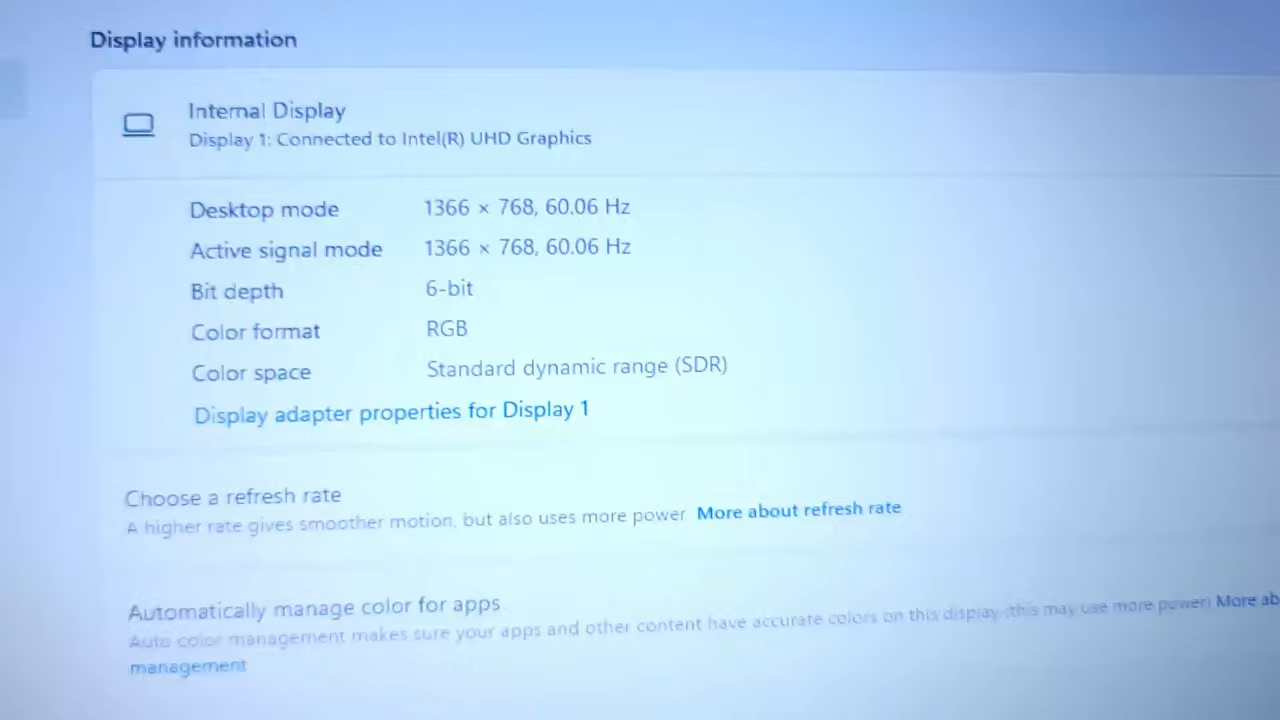 Display information
Internal Display
Display 1: Connected to Intel(R) UHD Graphics
Desktop mode 1366 × 768, 60.06 Hz
Active signal mode 1366 × 768, 60.06 Hz
Bit depth 6-bit
Color format RGB
Color space Standard dynamic range (SDR)
Display adapter properties for Display 1
Choose a refresh rate
A higher rate gives smoother motion, but also uses more power More about refresh rate
Automatically manage color for apps
Auto color management makes sure your apps and other content have accurate colors on this display (this may use more power) More ab
management